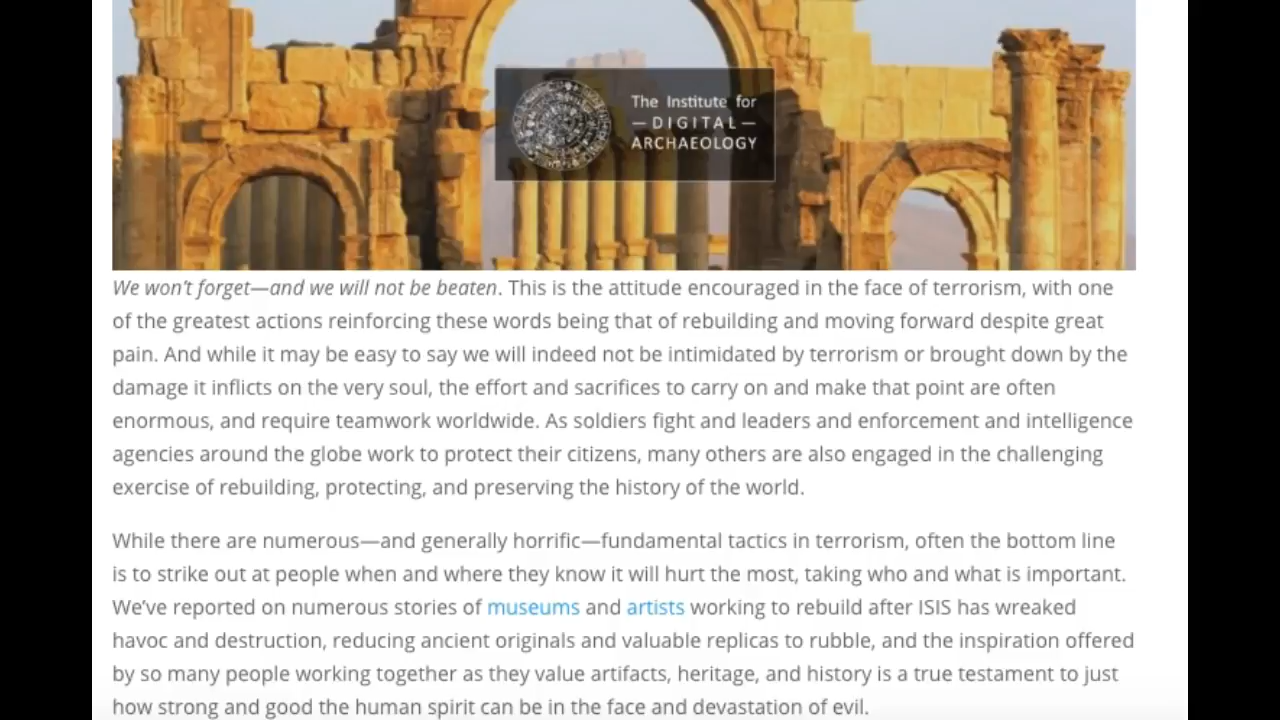 The Institute for
—DIGITAL—
ARCHAEOLOGY
We won't forget—and we will not be beaten. This is the attitude encouraged in the face of terrorism, with one
of the greatest actions reinforcing these words being that of rebuilding and moving forward despite great
pain. And while it may be easy to say we will indeed not be intimidated by terrorism or brought down by the
damage it inflicts on the very soul, the effort and sacrifices to carry on and make that point are often
enormous, and require teamwork worldwide. As soldiers fight and leaders and enforcement and intelligence
agencies around the globe work to protect their citizens, many others are also engaged in the challenging
exercise of rebuilding, protecting, and preserving the history of the world.
While there are numerous—and generally horrific—fundamental tactics in terrorism, often the bottom line
is to strike out at people when and where they know it will hurt the most, taking who and what is important.
We've reported on numerous stories of museums and artists working to rebuild after ISIS has wreaked
havoc and destruction, reducing ancient originals and valuable replicas to rubble, and the inspiration offered
by so many people working together as they value artifacts, heritage, and history is a true testament to just
how strong and good the human spirit can be in the face and devastation of evil.